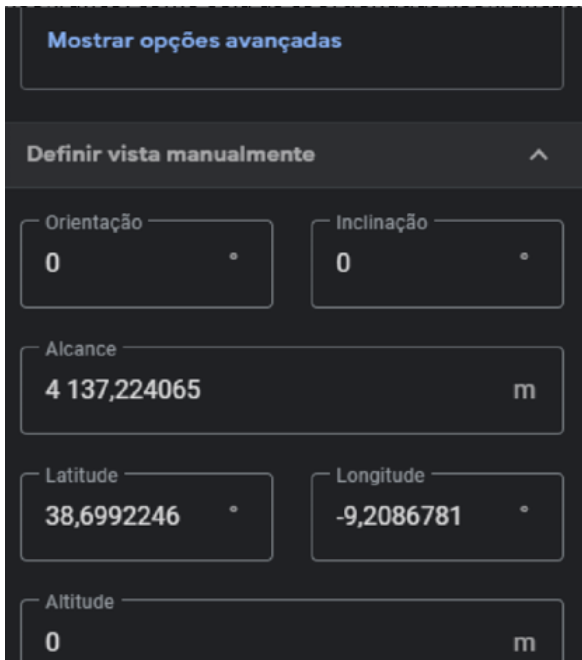 Mostrar opções avançadas
Definir vista manualmente
Orientação
0 °
Inclinação
0 °
Alcance
4 137,224065 m
Latitude
38,6992246 °
Longitude
-9,2086781 °
Altitude
0 m